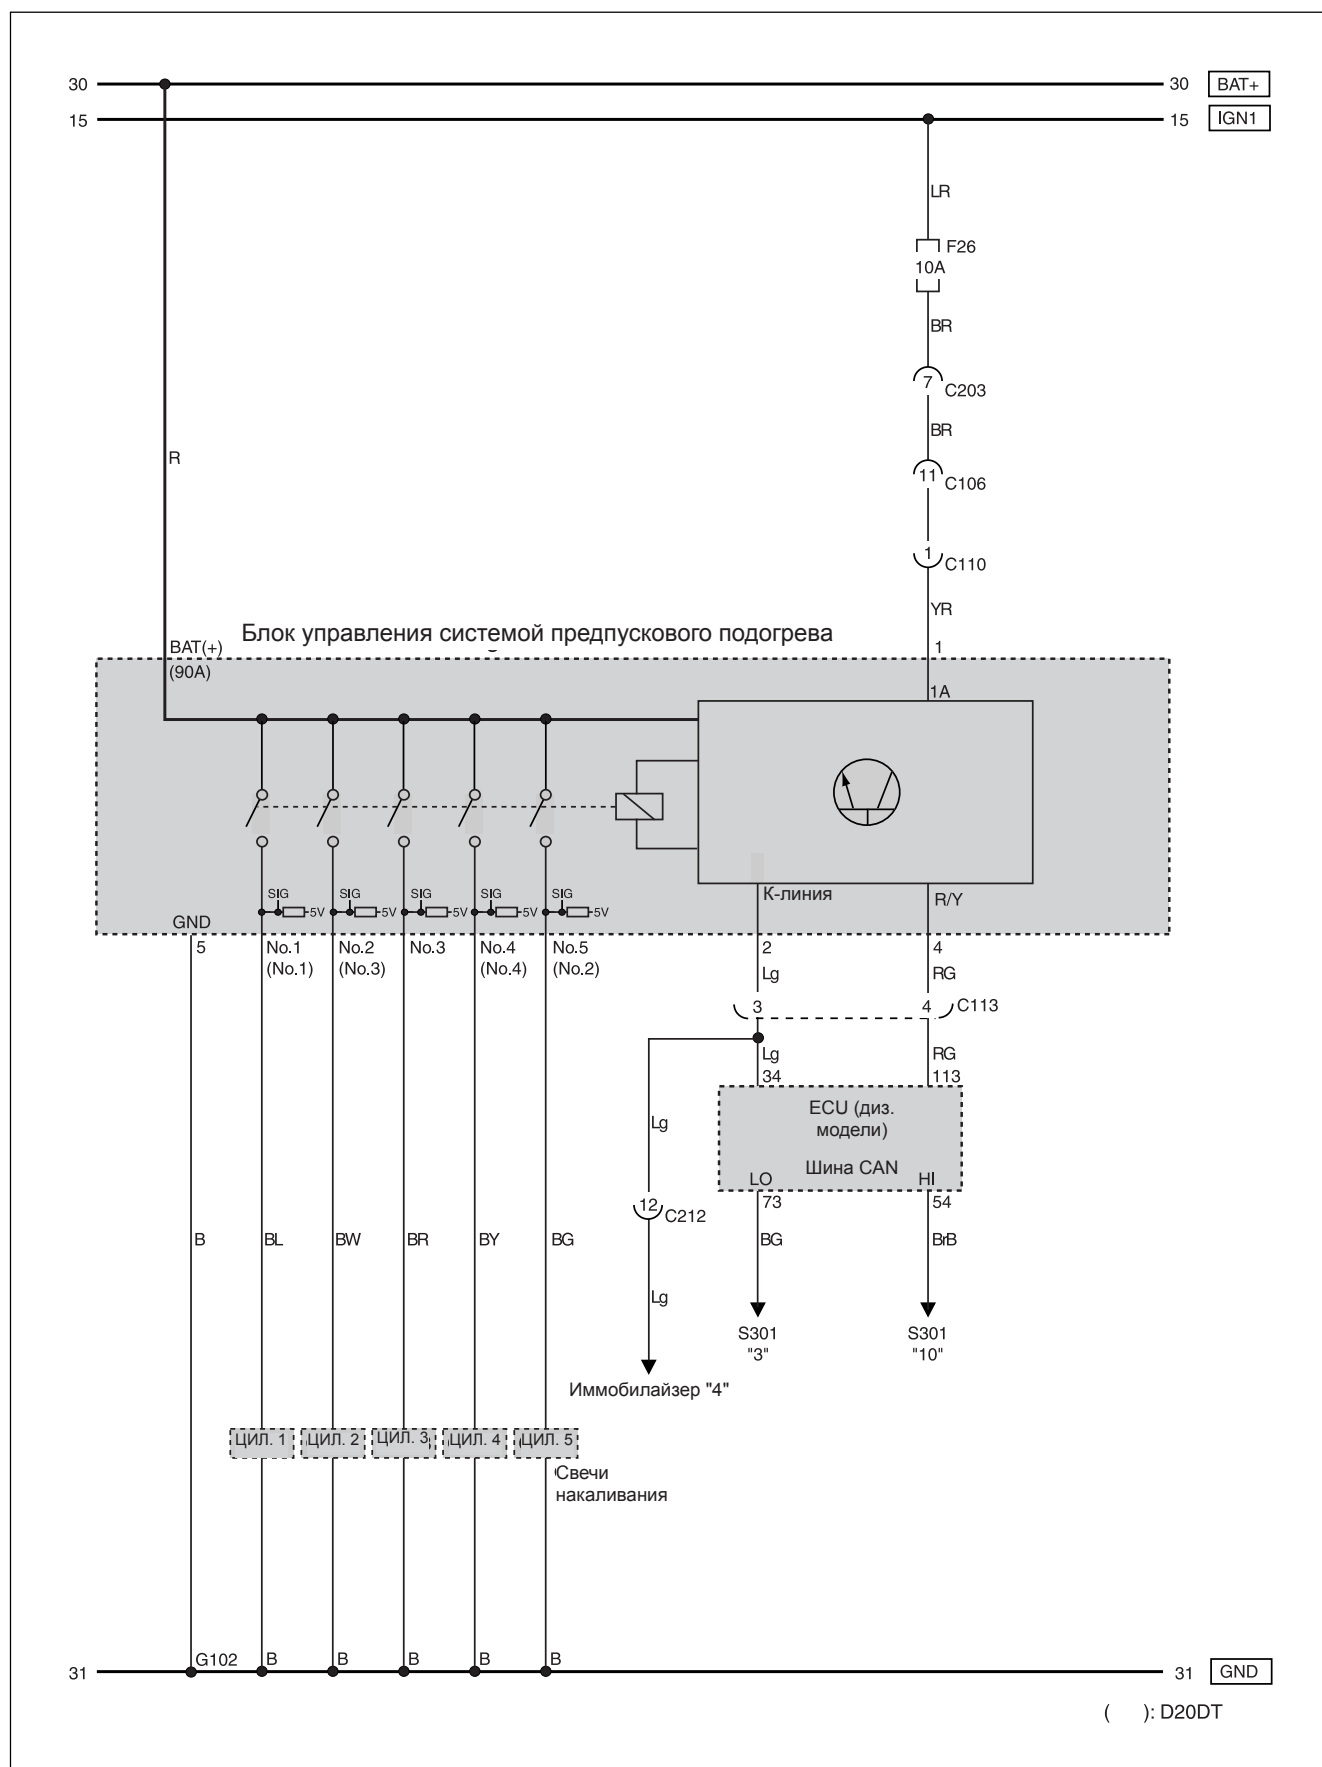 30
30 BAT+
15
15 IGN1
LR
F26
10A
BR
7
C203
BR
R
11 C106
1
C110
YR
Блок управления системой предпускового подогрева
BAT(+)
1
(90A)
1A
К-линия
R/Y
SIG SIG SIG SIG SIG
5V 5V 5V 5V 5V
GND
5 No.1 No.2 No.3 No.4 No.5 2 4
(No.1) (No.3) (No.4) (No.2)
Lg RG
3 4 C113
Lg RG
34 113
ECU (диз.
модели)
Lg
Шина CAN
LO HI
12 73 54
C212
B BL BW BR BY BG BG BrB
Lg
S301 S301
"3" "10"
Иммобилайзер "4"
ЦИЛ. 1 ЦИЛ. 2 ЦИЛ. 3 ЦИЛ. 4 ЦИЛ. 5
Свечи
накаливания
G102 B B B B B
31
31 GND
( ): D20DT